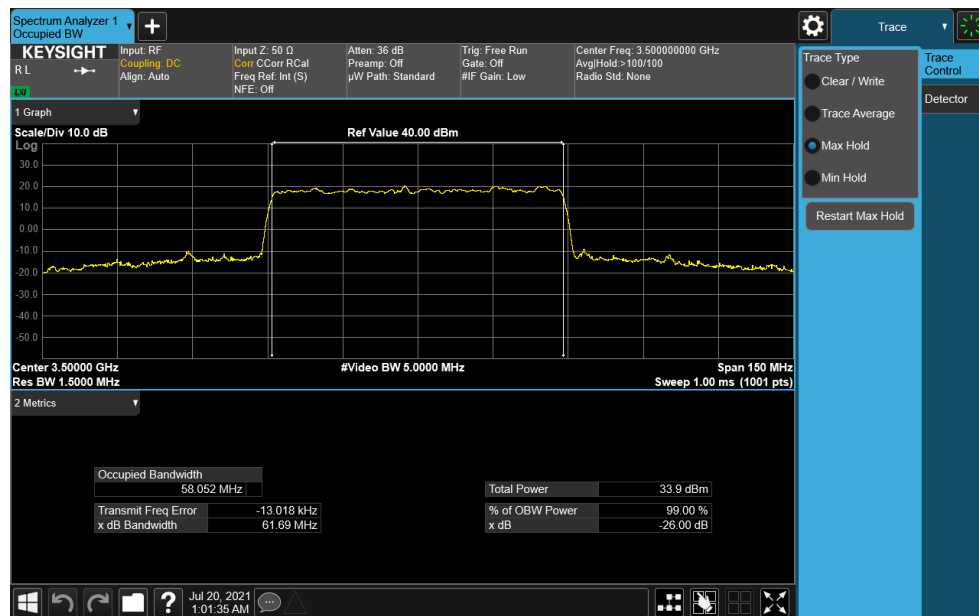 Spectrum Analyzer 1
Occupied BW
+
Trace
KEYSIGHT
R L
LXI
Input: RF
Coupling: DC
Align: Auto
Input Z: 50 Ω
Corr CCorr RCal
Freq Ref: Int (S)
NFE: Off
Atten: 36 dB
Preamp: Off
µW Path: Standard
Trig: Free Run
Gate: Off
#IF Gain: Low
Center Freq: 3.500000000 GHz
Avg|Hold:>100/100
Radio Std: None
Trace Type
Clear / Write
Trace Average
Max Hold
Min Hold
Restart Max Hold
Trace
Control
Detector
1 Graph
Scale/Div 10.0 dB
Ref Value 40.00 dBm
Log
30.0
20.0
10.0
0.00
-10.0
-20.0
-30.0
-40.0
-50.0
Center 3.50000 GHz
#Video BW 5.0000 MHz
Span 150 MHz
Res BW 1.5000 MHz
Sweep 1.00 ms (1001 pts)
2 Metrics
Occupied Bandwidth
58.052 MHz
Total Power 33.9 dBm
Transmit Freq Error -13.018 kHz
% of OBW Power 99.00 %
x dB Bandwidth 61.69 MHz
x dB -26.00 dB
?
Jul 20, 2021
1:01:35 AM